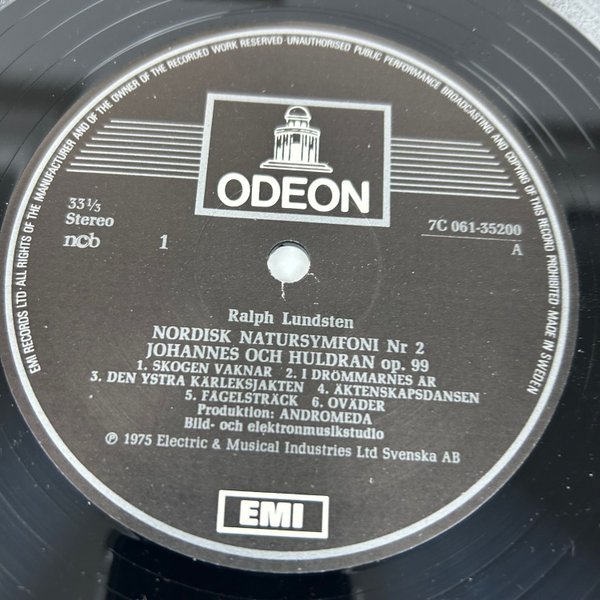 EMI RECORDS LTD · ALL RIGHTS OF THE MANUFACTURER AND OF THE OWNER OF THE RECORDED WORK RESERVED · UNAUTHORISED PUBLIC PERFORMANCE BROADCASTING AND COPYING OF THIS RECORD PROHIBITED · MADE IN SWEDEN
ODEON
33 1/3
Stereo
7C 061-35200
ncb 1 A
Ralph Lundsten
NORDISK NATURSYMFONI Nr 2
JOHANNES OCH HULDRAN op. 99
1. SKOGEN VAKNAR 2. I DRÖMMARNES ÅR
3. DEN YSTRA KÄRLEKSJAKTEN 4. ÄKTENSKAPSDANSEN
5. FÅGELSTRÄCK 6. OVÄDER
Produktion: ANDROMEDA
Bild- och elektronmusikstudio
℗ 1975 Electric & Musical Industries Ltd Svenska AB
EMI